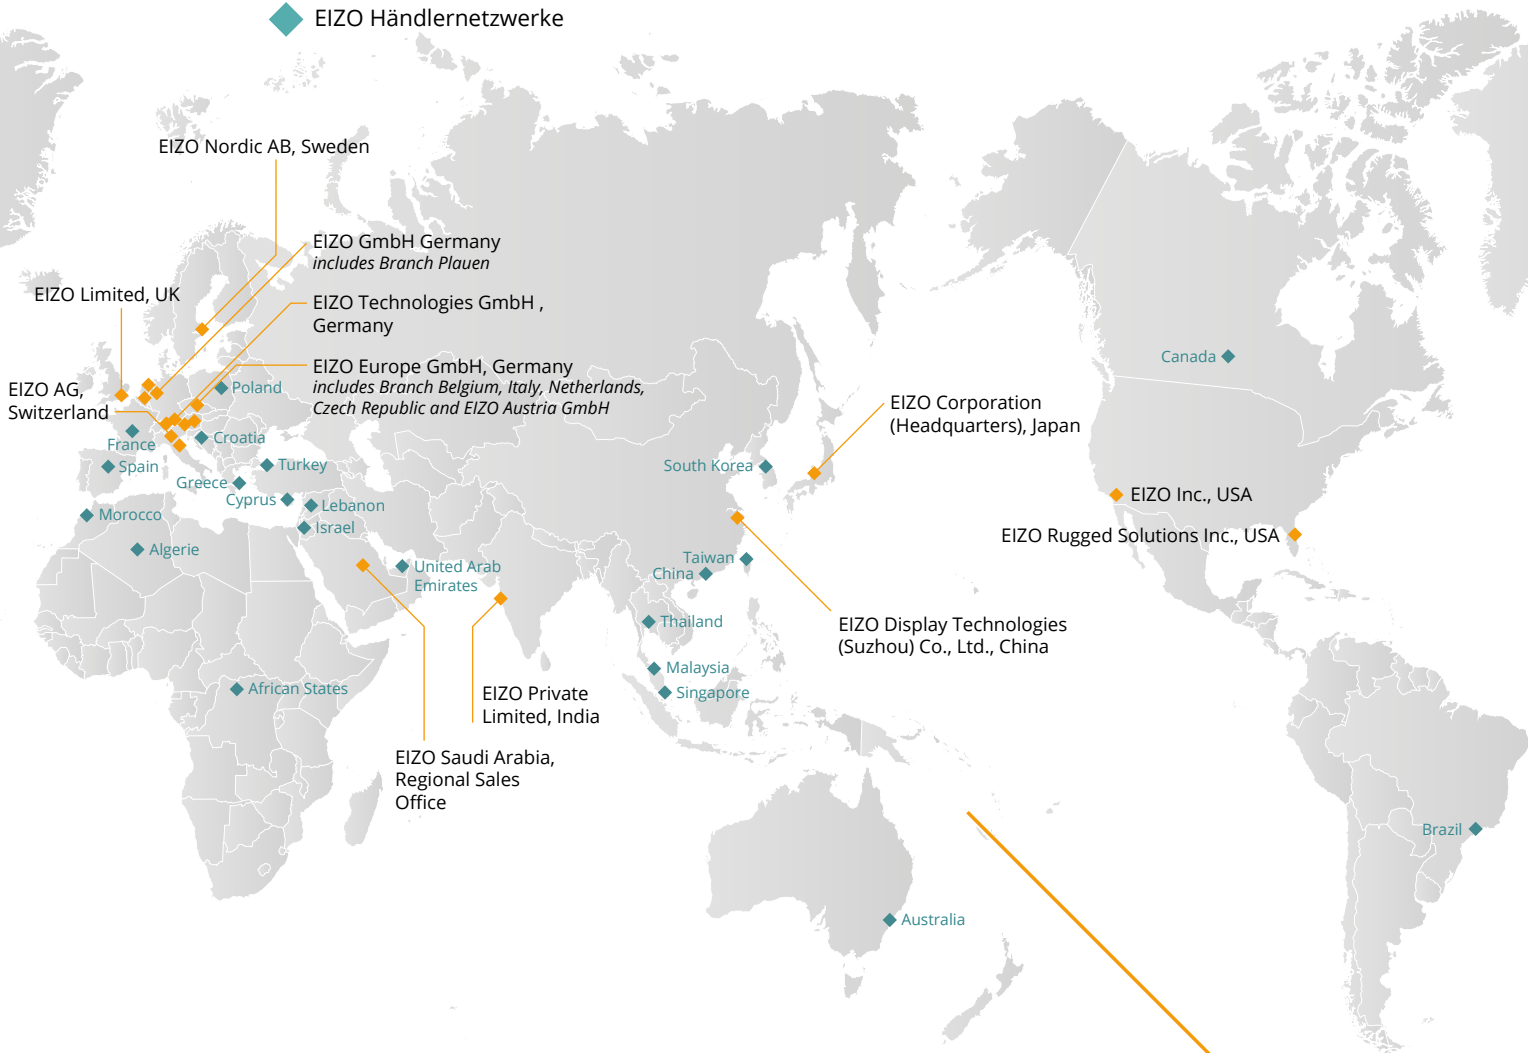 EIZO Händlernetzwerke
EIZO Nordic AB, Sweden
EIZO GmbH Germany
includes Branch Plauen
EIZO Limited, UK
EIZO Technologies GmbH ,
Germany
EIZO Europe GmbH, Germany
includes Branch Belgium, Italy, Netherlands,
Czech Republic and EIZO Austria GmbH
EIZO AG,
Switzerland
Poland
France
Croatia
Spain
Turkey
Greece
Cyprus
Lebanon
Israel
Morocco
Algerie
United Arab
Emirates
African States
EIZO Saudi Arabia,
Regional Sales
Office
EIZO Private
Limited, India
South Korea
Taiwan
China
Thailand
Malaysia
Singapore
EIZO Corporation
(Headquarters), Japan
EIZO Display Technologies
(Suzhou) Co., Ltd., China
Australia
Canada
EIZO Inc., USA
EIZO Rugged Solutions Inc., USA
Brazil